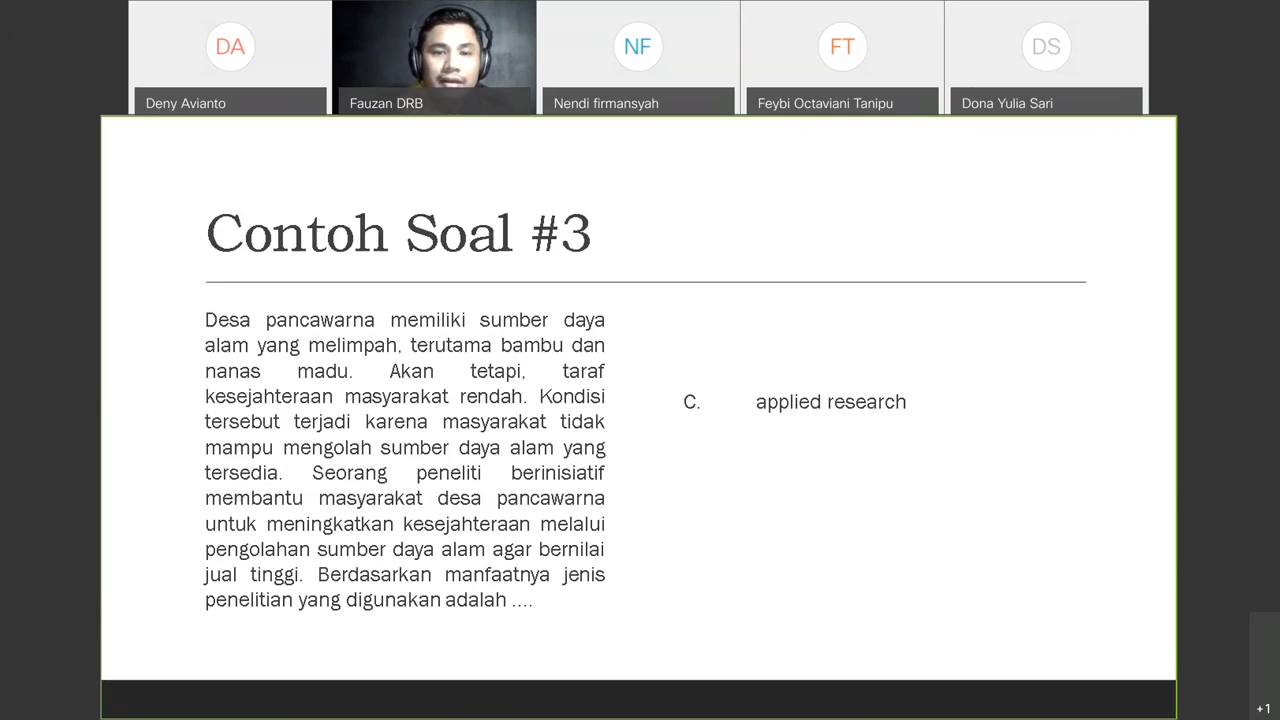 DA
NF
FT
DS
Deny Avianto
Fauzan DRB
Nendi firmansyah
Feybi Octaviani Tanipu
Dona Yulia Sari
Contoh Soal #3
Desa pancawarna memiliki sumber daya
alam yang melimpah, terutama bambu dan
nanas madu. Akan tetapi, taraf
kesejahteraan masyarakat rendah. Kondisi
tersebut terjadi karena masyarakat tidak
mampu mengolah sumber daya alam yang
tersedia. Seorang peneliti berinisiatif
membantu masyarakat desa pancawarna
untuk meningkatkan kesejahteraan melalui
pengolahan sumber daya alam agar bernilai
jual tinggi. Berdasarkan manfaatnya jenis
penelitian yang digunakan adalah ....
C. applied research
+1